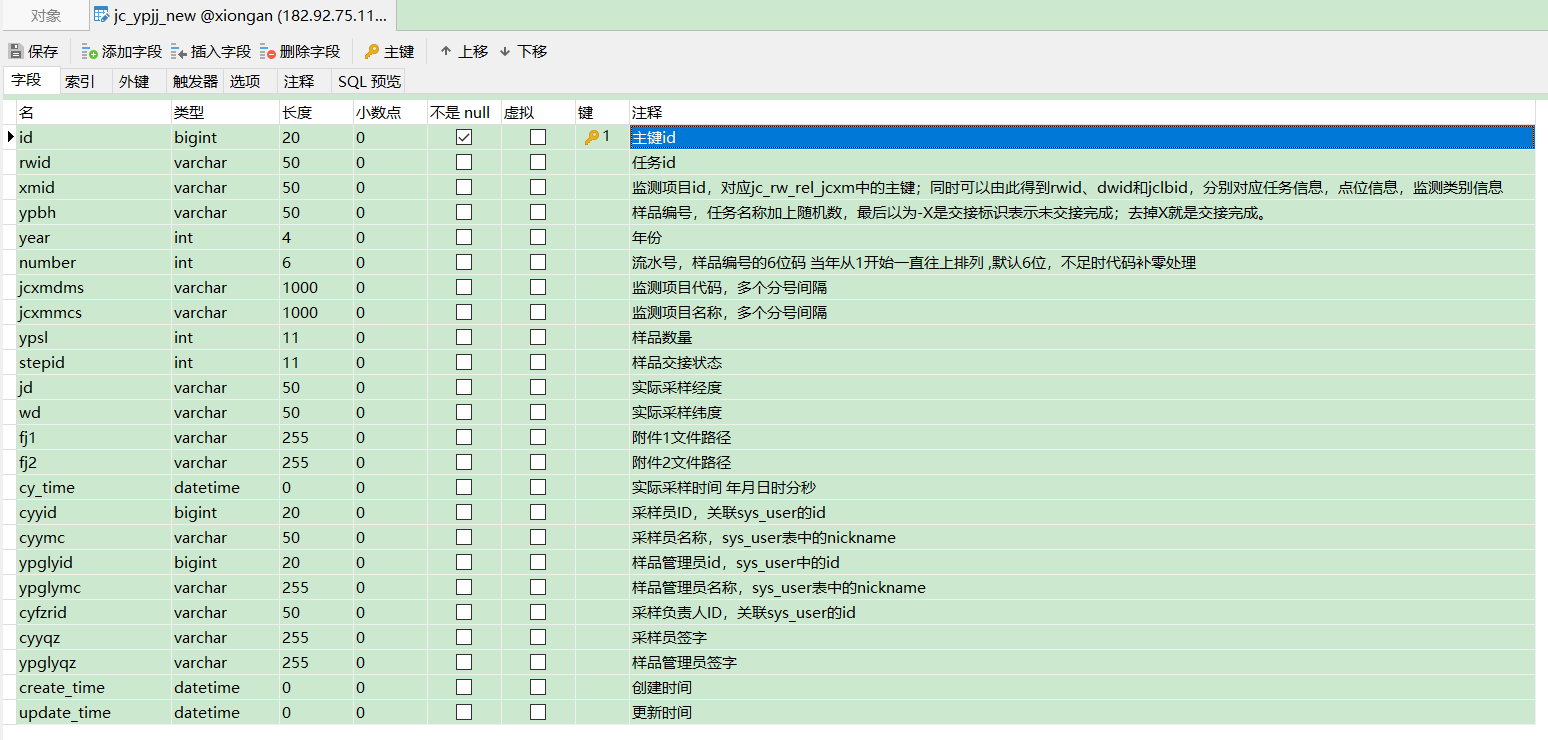 对象 jc_ypjj_new @xiongan (182.92.75.11...
保存 添加字段 插入字段 删除字段 主键 上移 下移
字段 索引 外键 触发器 选项 注释 SQL 预览
名 类型 长度 小数点 不是 null 虚拟 键 注释
id bigint 20 0 1 主键id
rwid varchar 50 0 任务id
xmid varchar 50 0 监测项目id，对应jc_rw_rel_jcxm中的主键；同时可以由此得到rwid、dwid和jclbid，分别对应任务信息，点位信息，监测类别信息
ypbh varchar 50 0 样品编号，任务名称加上随机数，最后以为-X是交接标识表示未交接完成；去掉X就是交接完成。
year int 4 0 年份
number int 6 0 流水号，样品编号的6位码 当年从1开始一直往上排列 ,默认6位，不足时代码补零处理
jcxmdms varchar 1000 0 监测项目代码，多个分号间隔
jcxmmcs varchar 1000 0 监测项目名称，多个分号间隔
ypsl int 11 0 样品数量
stepid int 11 0 样品交接状态
jd varchar 50 0 实际采样经度
wd varchar 50 0 实际采样纬度
fj1 varchar 255 0 附件1文件路径
fj2 varchar 255 0 附件2文件路径
cy_time datetime 0 0 实际采样时间 年月日时分秒
cyyid bigint 20 0 采样员ID，关联sys_user的id
cyymc varchar 50 0 采样员名称，sys_user表中的nickname
ypglyid bigint 20 0 样品管理员id，sys_user中的id
ypglymc varchar 255 0 样品管理员名称，sys_user表中的nickname
cyfzrid varchar 50 0 采样负责人ID，关联sys_user的id
cyyqz varchar 255 0 采样员签字
ypglyqz varchar 255 0 样品管理员签字
create_time datetime 0 0 创建时间
update_time datetime 0 0 更新时间